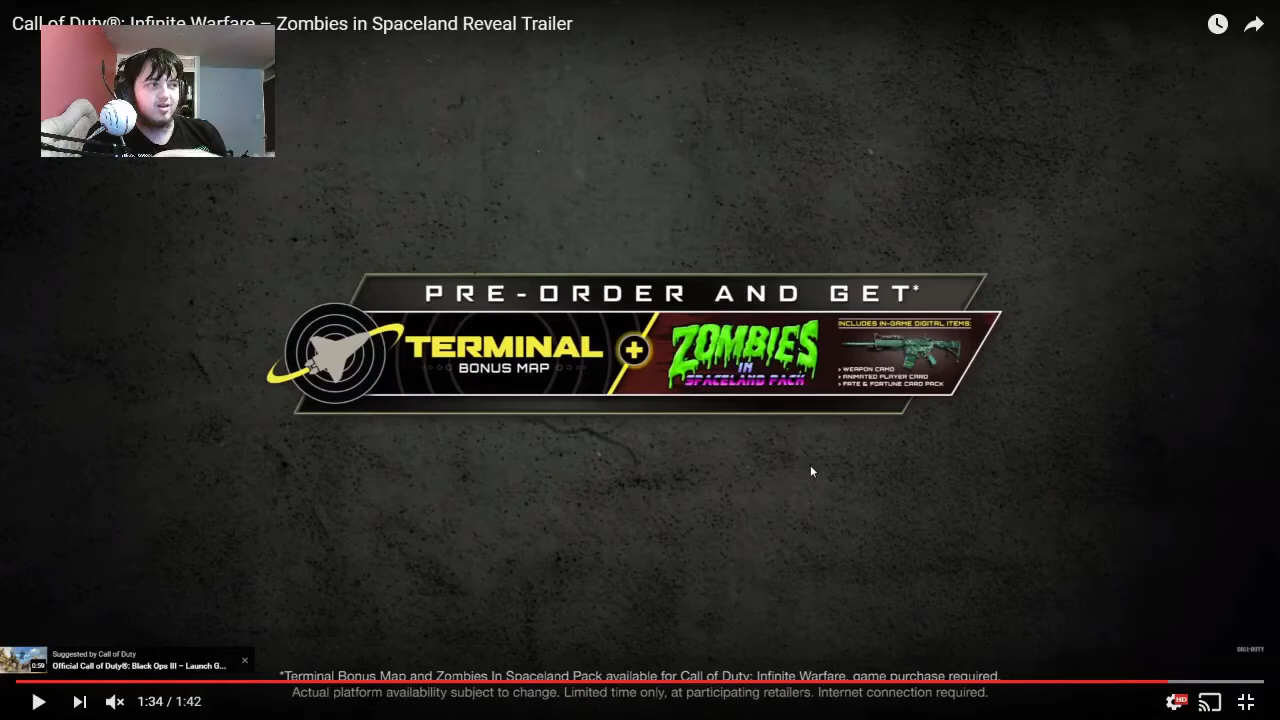 Call of Duty®: Infinite Warfare – Zombies in Spaceland Reveal Trailer
PRE-ORDER AND GET*
TERMINAL
BONUS MAP
+
ZOMBIES
IN
SPACELAND PACK
INCLUDES IN-GAME DIGITAL ITEMS:
> WEAPON CAMO
> ANIMATED PLAYER CARD
> FATE & FORTUNE CARD PACK
CALL·DUTY
Suggested by Call of Duty
0:59
Official Call of Duty®: Black Ops III – Launch G...
*Terminal Bonus Map and Zombies In Spaceland Pack available for Call of Duty: Infinite Warfare, game purchase required.
Actual platform availability subject to change. Limited time only, at participating retailers. Internet connection required.
1:34 / 1:42
HD